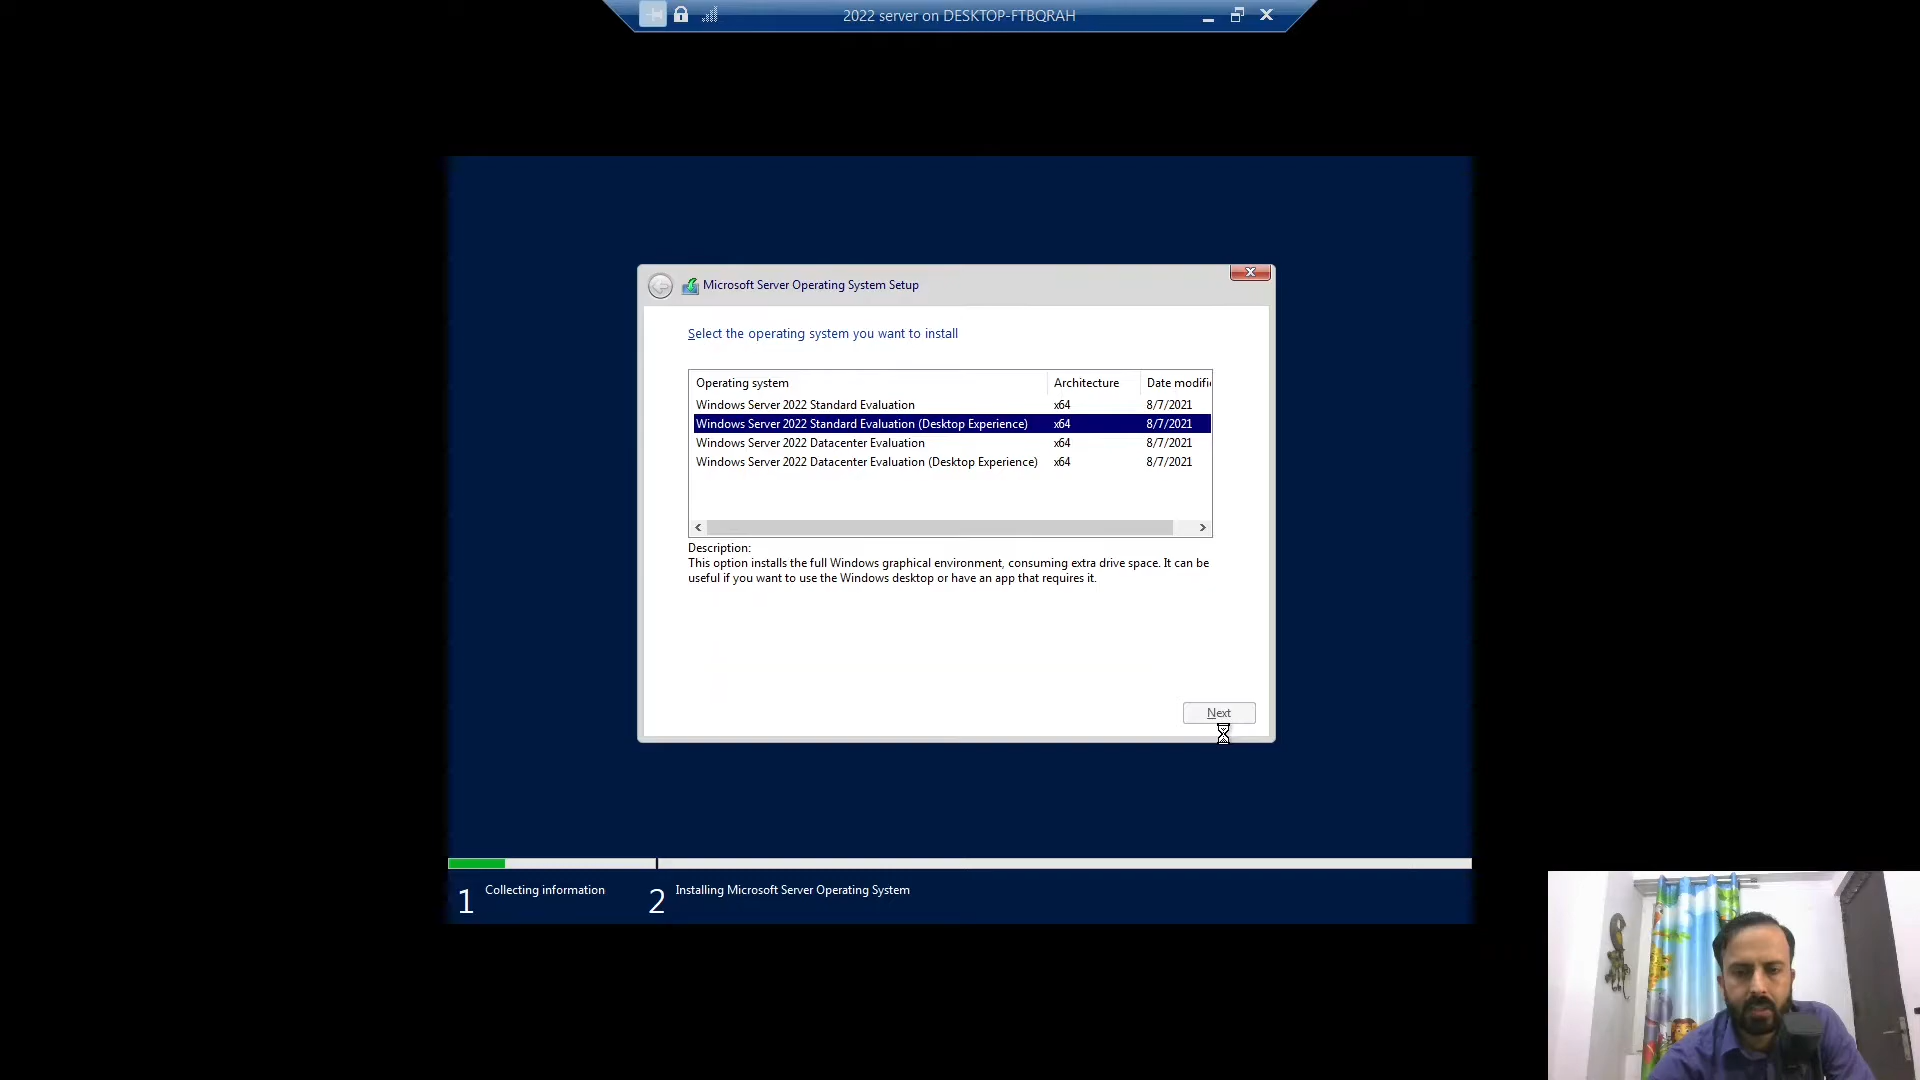 2022 server on DESKTOP-FTBQRAH
Microsoft Server Operating System Setup
Select the operating system you want to install
Operating system Architecture Date modifi
Windows Server 2022 Standard Evaluation x64 8/7/2021
Windows Server 2022 Standard Evaluation (Desktop Experience) x64 8/7/2021
Windows Server 2022 Datacenter Evaluation x64 8/7/2021
Windows Server 2022 Datacenter Evaluation (Desktop Experience) x64 8/7/2021
Description:
This option installs the full Windows graphical environment, consuming extra drive space. It can be
useful if you want to use the Windows desktop or have an app that requires it.
Next
1 Collecting information 2 Installing Microsoft Server Operating System